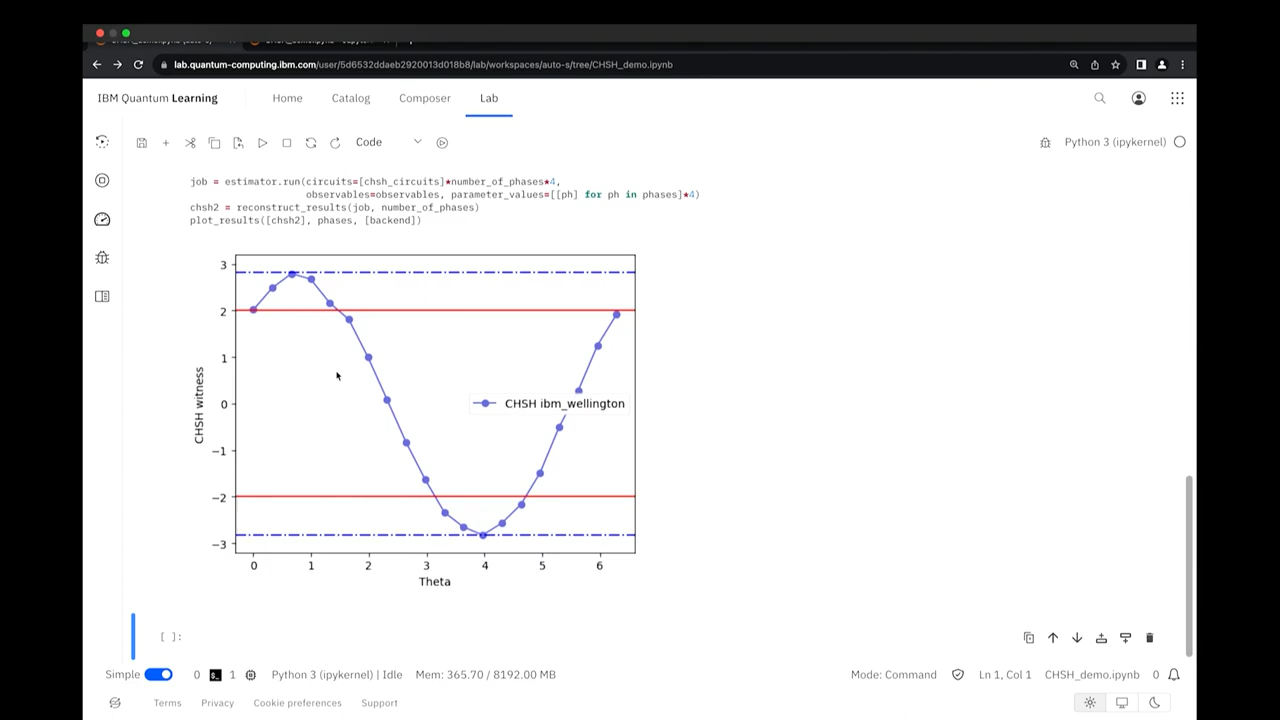 lab.quantum-computing.ibm.com/user/5d6532ddaeb2920013d018b8/lab/workspaces/auto-s/tree/CHSH_demo.ipynb
IBM Quantum Learning Home Catalog Composer Lab
Code Python 3 (ipykernel)
job = estimator.run(circuits=[chsh_circuits]*number_of_phases*4,
observables=observables, parameter_values=[[ph] for ph in phases]*4)
chsh2 = reconstruct_results(job, number_of_phases)
plot_results([chsh2], phases, [backend])
3
2
1
0
−1
−2
−3
CHSH witness
CHSH ibm_wellington
0 1 2 3 4 5 6
Theta
[ ]:
Simple 0 $_ 1 Python 3 (ipykernel) | Idle Mem: 365.70 / 8192.00 MB Mode: Command Ln 1, Col 1 CHSH_demo.ipynb 0
Terms Privacy Cookie preferences Support